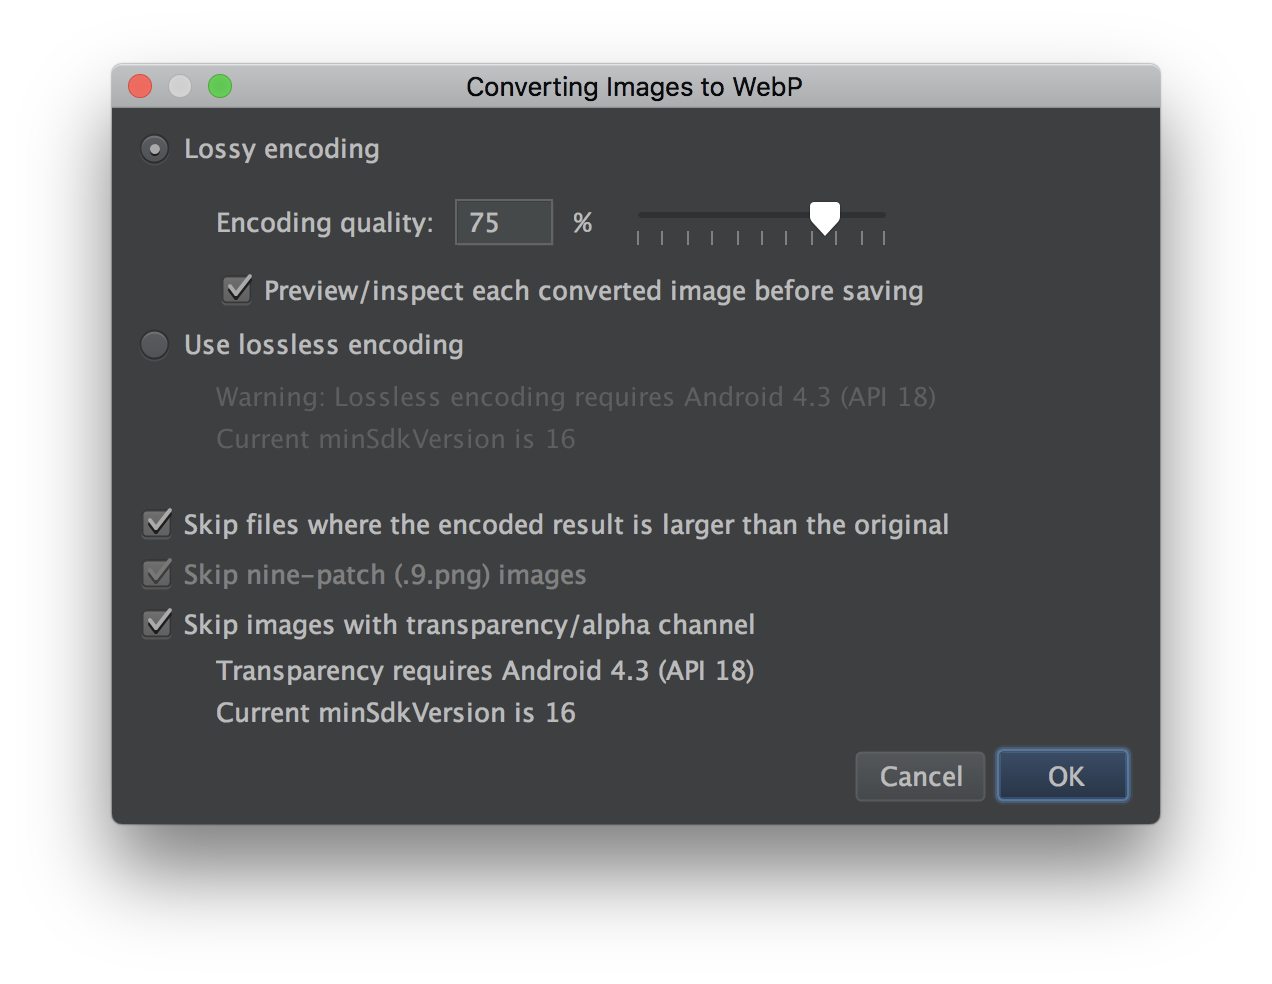 Converting Images to WebP
Lossy encoding
Encoding quality: 75 %
Preview/inspect each converted image before saving
Use lossless encoding
Warning: Lossless encoding requires Android 4.3 (API 18)
Current minSdkVersion is 16
Skip files where the encoded result is larger than the original
Skip nine-patch (.9.png) images
Skip images with transparency/alpha channel
Transparency requires Android 4.3 (API 18)
Current minSdkVersion is 16
Cancel OK